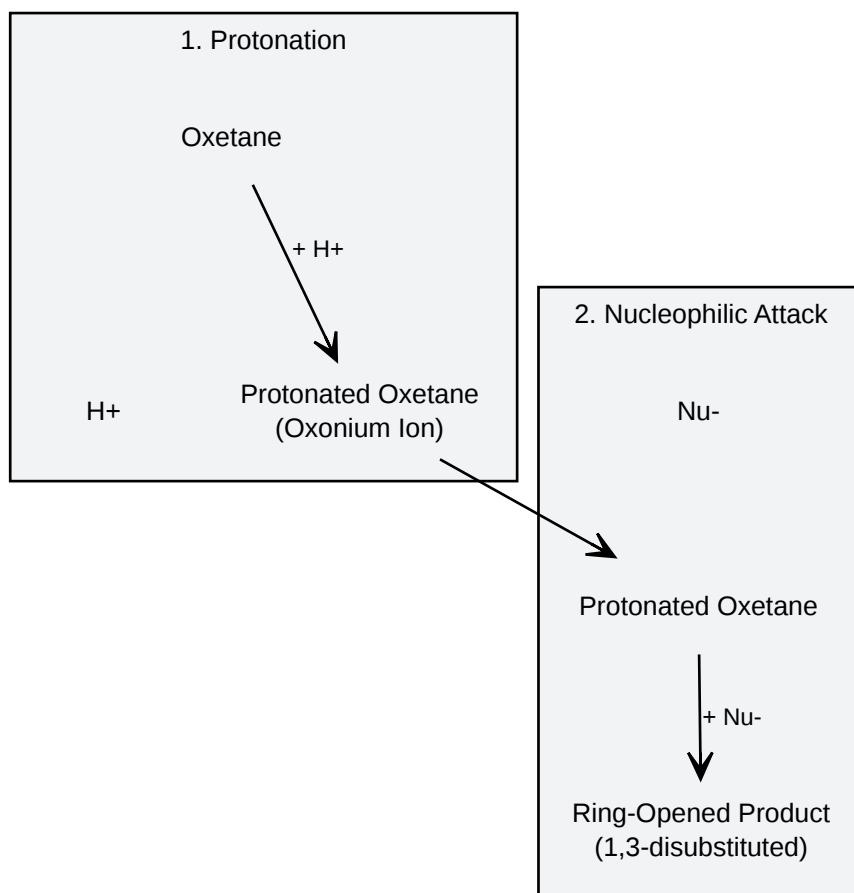 1. Protonation
Oxetane
+ H+
H+
Protonated Oxetane
(Oxonium Ion)
2. Nucleophilic Attack
Nu-
Protonated Oxetane
+ Nu-
Ring-Opened Product
(1,3-disubstituted)